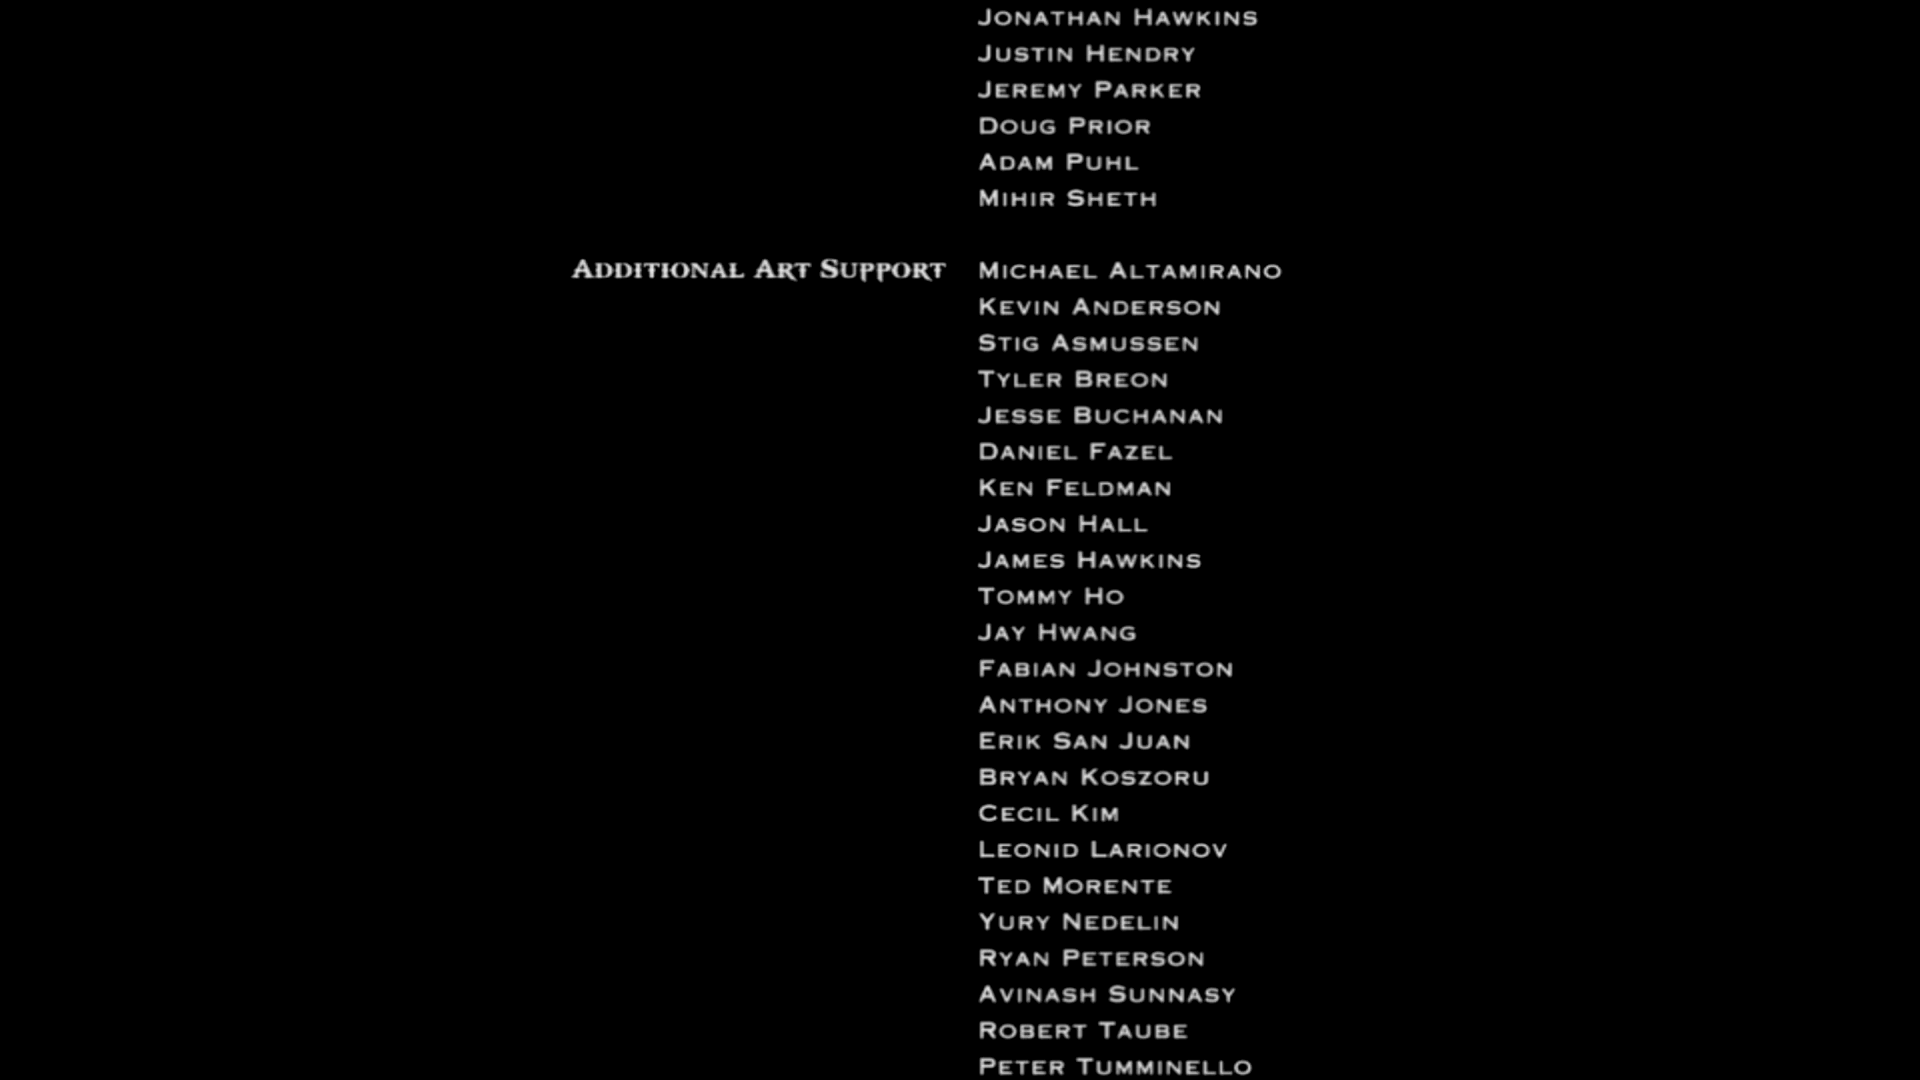 Jonathan Hawkins
Justin Hendry
Jeremy Parker
Doug Prior
Adam Puhl
Mihir Sheth
Additional Art Support Michael Altamirano
Kevin Anderson
Stig Asmussen
Tyler Breon
Jesse Buchanan
Daniel Fazel
Ken Feldman
Jason Hall
James Hawkins
Tommy Ho
Jay Hwang
Fabian Johnston
Anthony Jones
Erik San Juan
Bryan Koszoru
Cecil Kim
Leonid Larionov
Ted Morente
Yury Nedelin
Ryan Peterson
Avinash Sunnasy
Robert Taube
Peter Tumminello